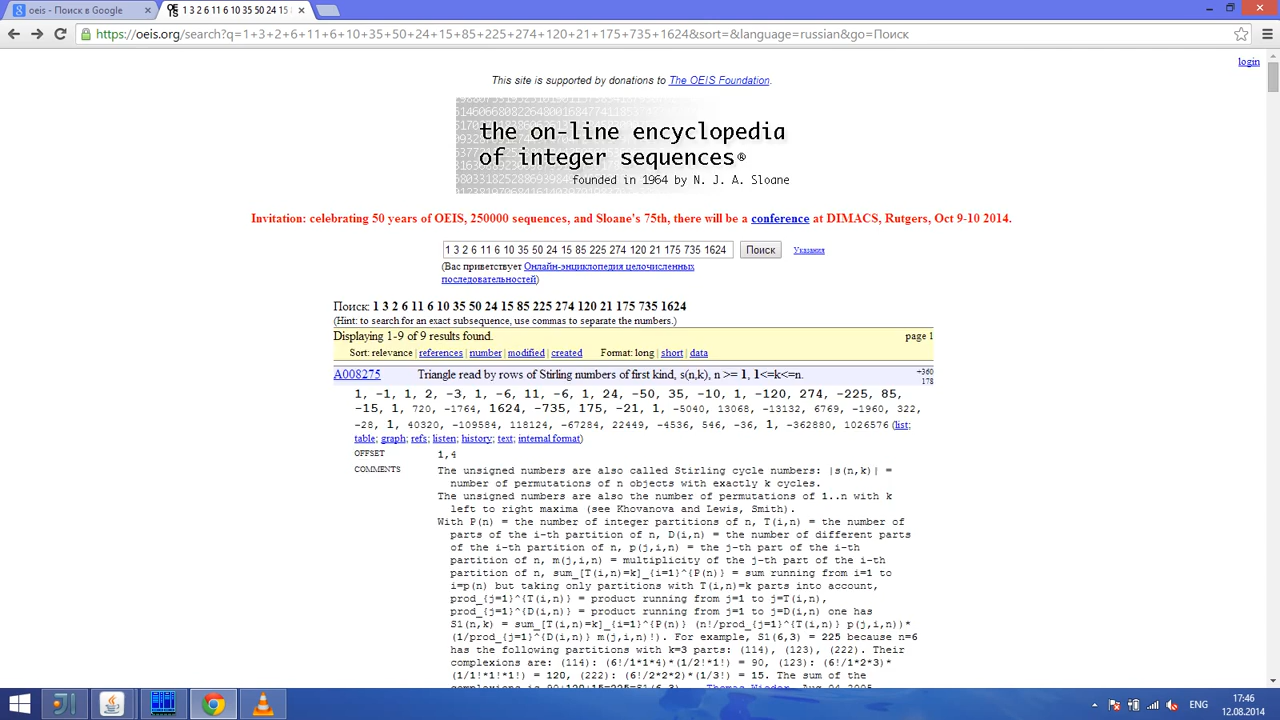 oeis - Поиск в Google
1 3 2 6 11 6 10 35 50 24 15
https://oeis.org/search?q=1+3+2+6+11+6+10+35+50+24+15+85+225+274+120+21+175+735+1624&sort=&language=russian&go=Поиск
login
This site is supported by donations to The OEIS Foundation.
the on-line encyclopedia
of integer sequences®
founded in 1964 by N. J. A. Sloane
Invitation: celebrating 50 years of OEIS, 250000 sequences, and Sloane's 75th, there will be a conference at DIMACS, Rutgers, Oct 9-10 2014.
1 3 2 6 11 6 10 35 50 24 15 85 225 274 120 21 175 735 1624 Поиск Указания
(Вас приветствует Онлайн-энциклопедия целочисленных
последовательностей)
Поиск: 1 3 2 6 11 6 10 35 50 24 15 85 225 274 120 21 175 735 1624
(Hint: to search for an exact subsequence, use commas to separate the numbers.)
Displaying 1-9 of 9 results found. page 1
Sort: relevance | references | number | modified | created Format: long | short | data
A008275 Triangle read by rows of Stirling numbers of first kind, s(n,k), n >= 1, 1<=k<=n. +360
178
1, -1, 1, 2, -3, 1, -6, 11, -6, 1, 24, -50, 35, -10, 1, -120, 274, -225, 85,
-15, 1, 720, -1764, 1624, -735, 175, -21, 1, -5040, 13068, -13132, 6769, -1960, 322,
-28, 1, 40320, -109584, 118124, -67284, 22449, -4536, 546, -36, 1, -362880, 1026576 (list;
table; graph; refs; listen; history; text; internal format)
OFFSET 1,4
COMMENTS The unsigned numbers are also called Stirling cycle numbers: |s(n,k)| =
number of permutations of n objects with exactly k cycles.
The unsigned numbers are also the number of permutations of 1..n with k
left to right maxima (see Khovanova and Lewis, Smith).
With P(n) = the number of integer partitions of n, T(i,n) = the number of
parts of the i-th partition of n, D(i,n) = the number of different parts
of the i-th partition of n, p(j,i,n) = the j-th part of the i-th
partition of n, m(j,i,n) = multiplicity of the j-th part of the i-th
partition of n, sum_[T(i,n)=k]_{i=1}^{P(n)} = sum running from i=1 to
i=p(n) but taking only partitions with T(i,n)=k parts into account,
prod_{j=1}^{T(i,n)} = product running from j=1 to j=T(i,n),
prod_{j=1}^{D(i,n)} = product running from j=1 to j=D(i,n) one has
S1(n,k) = sum_[T(i,n)=k]_{i=1}^{P(n)} (n!/prod_{j=1}^{T(i,n)} p(j,i,n))*
(1/prod_{j=1}^{D(i,n)} m(j,i,n)!). For example, S1(6,3) = 225 because n=6
has the following partitions with k=3 parts: (114), (123), (222). Their
complexions are: (114): (6!/1*1*4)*(1/2!*1!) = 90, (123): (6!/1*2*3)*
(1/1!*1!*1!) = 120, (222): (6!/2*2*2)*(1/3!) = 15. The sum of the
ENG
17:46
12.08.2014